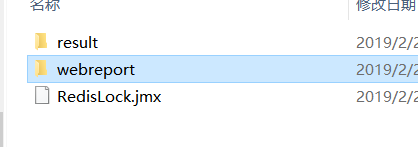 名称 修改日期
result 2019/2/2
webreport 2019/2/2
RedisLock.jmx 2019/2/2